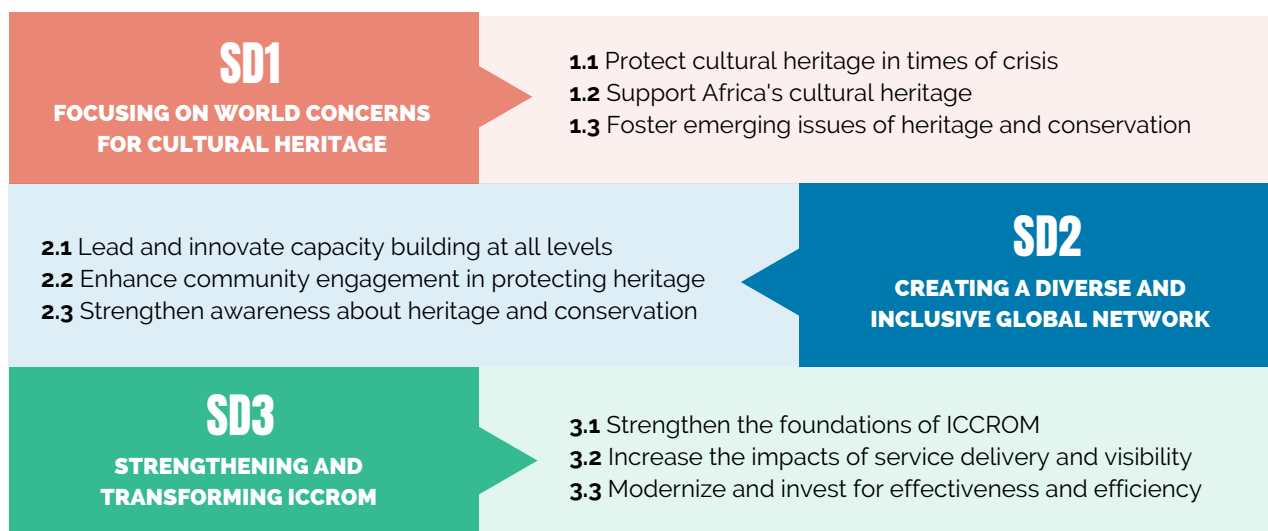 SD1
FOCUSING ON WORLD CONCERNS
FOR CULTURAL HERITAGE
1.1 Protect cultural heritage in times of crisis
1.2 Support Africa's cultural heritage
1.3 Foster emerging issues of heritage and conservation
2.1 Lead and innovate capacity building at all levels
2.2 Enhance community engagement in protecting heritage
2.3 Strengthen awareness about heritage and conservation
SD2
CREATING A DIVERSE AND
INCLUSIVE GLOBAL NETWORK
SD3
STRENGTHENING AND
TRANSFORMING ICCROM
3.1 Strengthen the foundations of ICCROM
3.2 Increase the impacts of service delivery and visibility
3.3 Modernize and invest for effectiveness and efficiency